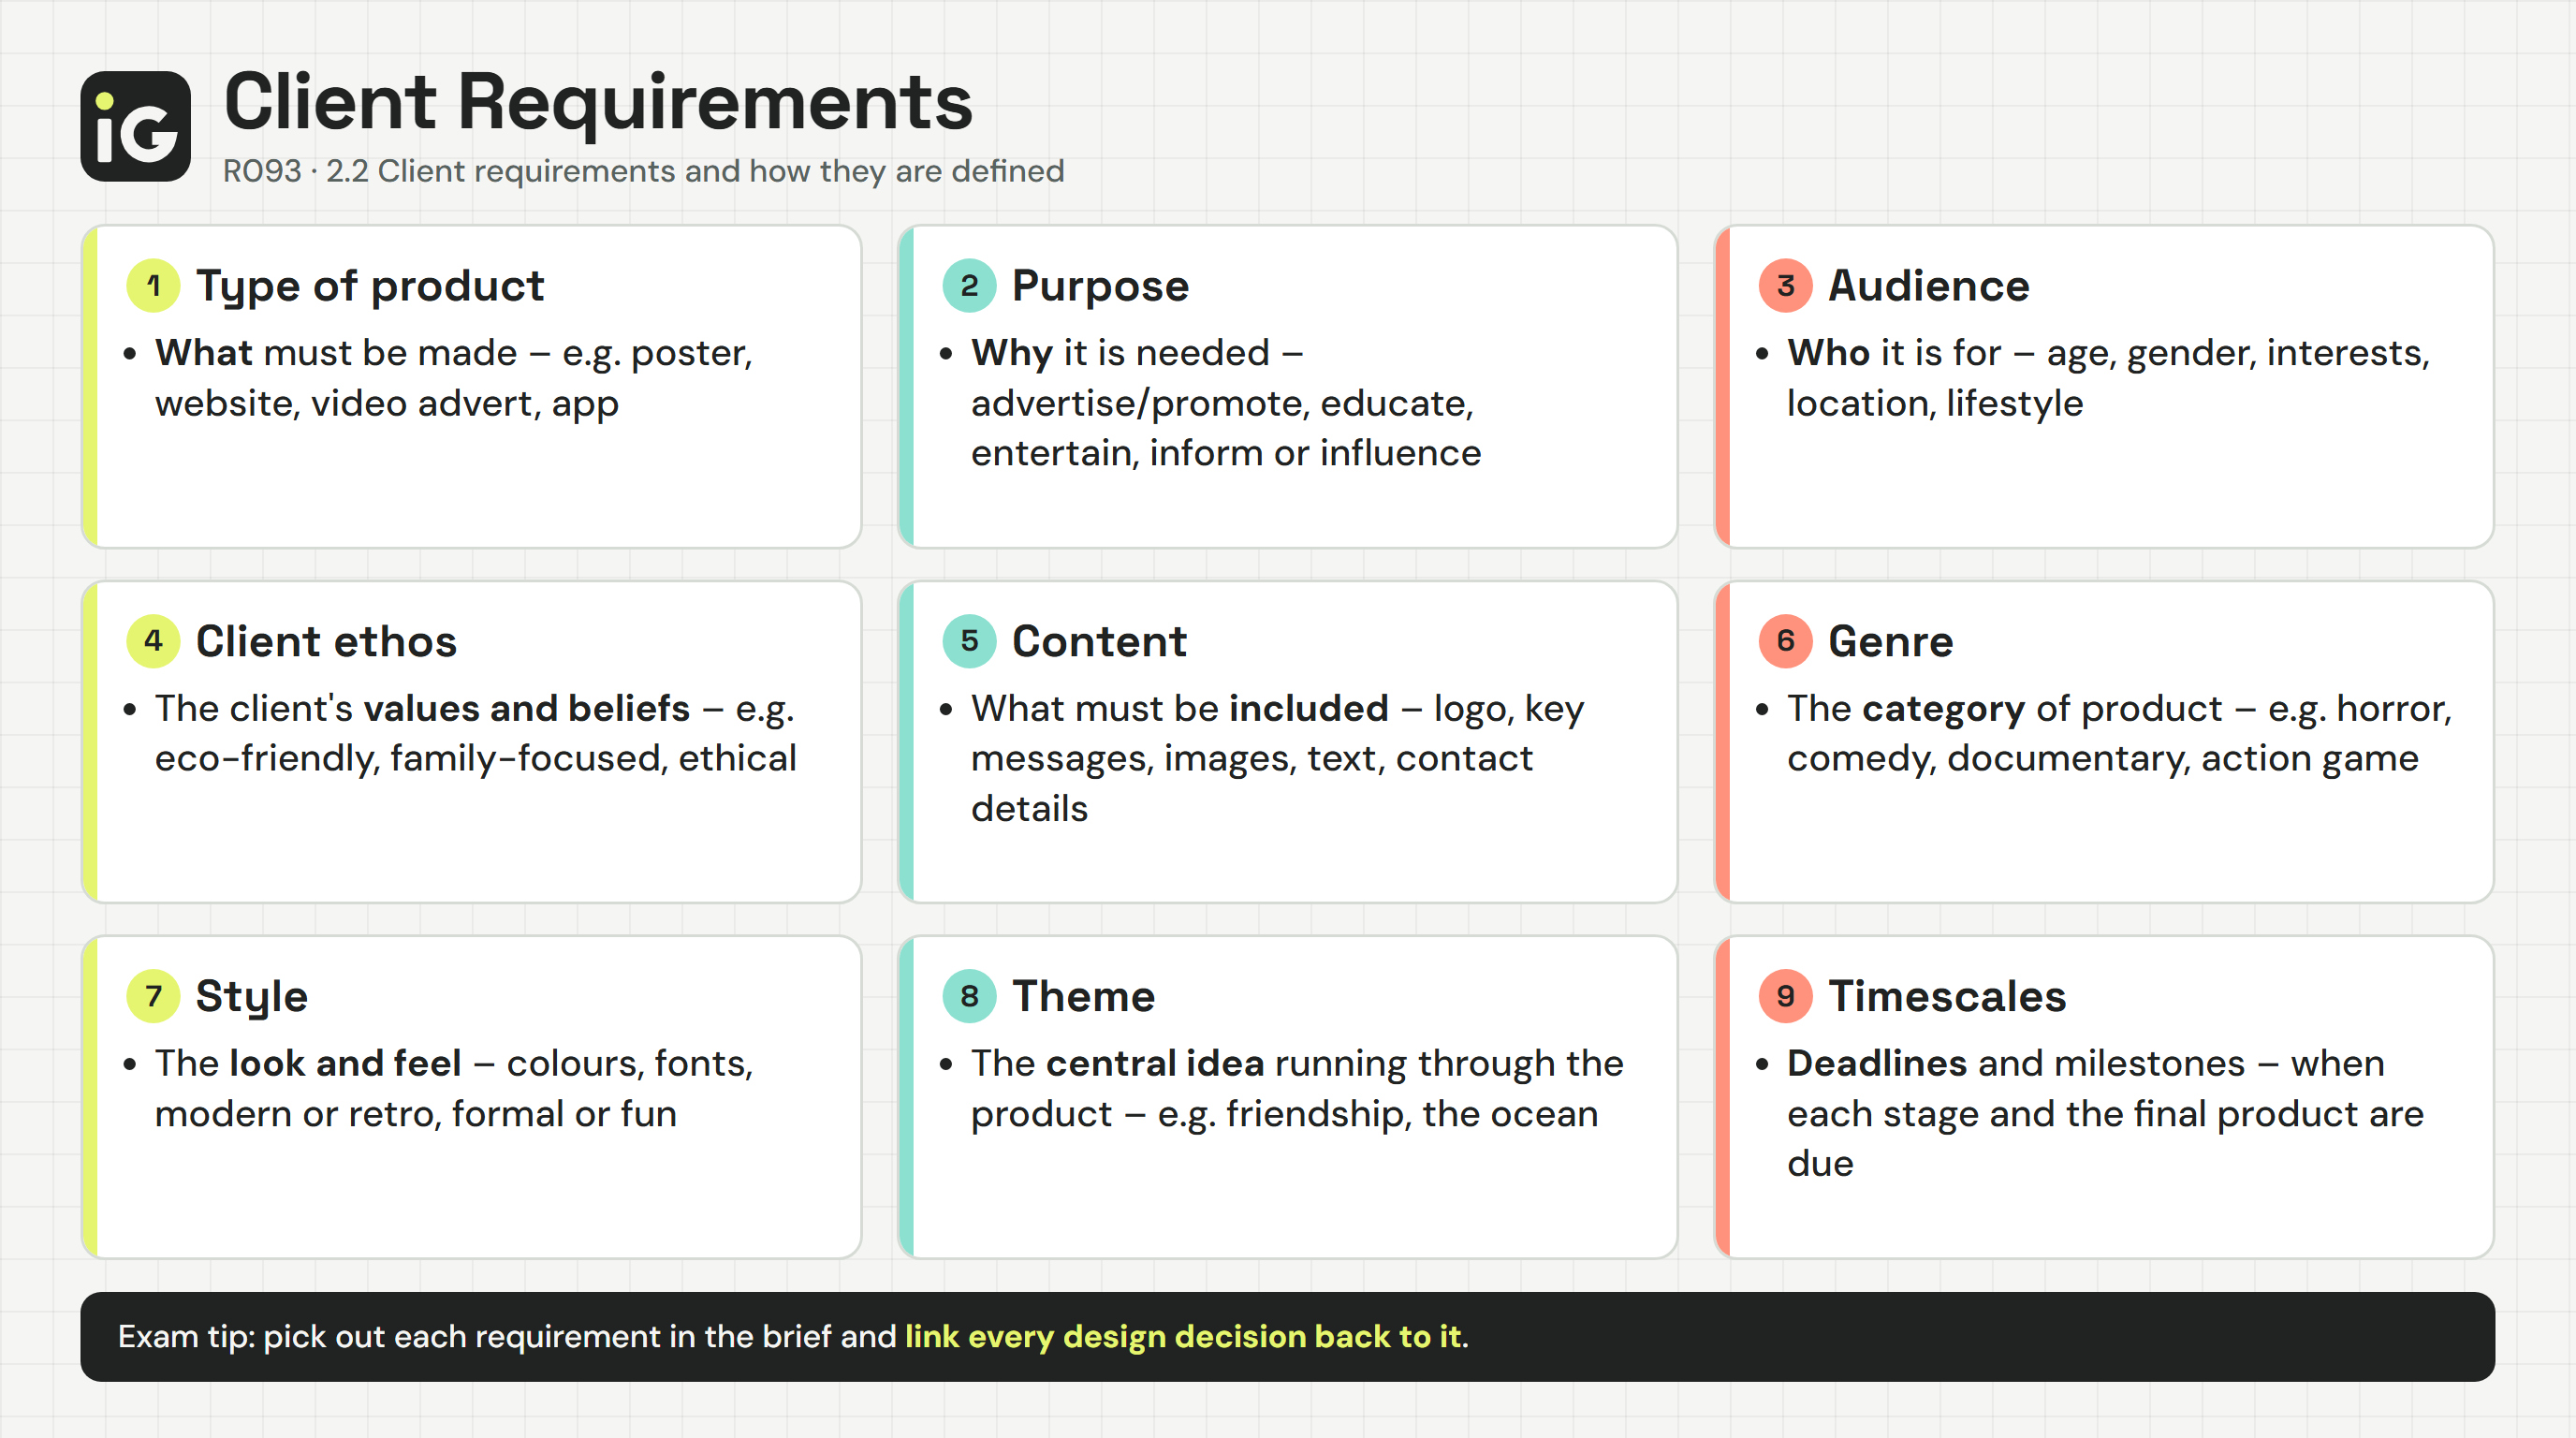 iG
Client Requirements
R093 · 2.2 Client requirements and how they are defined
1 Type of product
• What must be made – e.g. poster,
website, video advert, app
2 Purpose
• Why it is needed –
advertise/promote, educate,
entertain, inform or influence
3 Audience
• Who it is for – age, gender, interests,
location, lifestyle
4 Client ethos
• The client's values and beliefs – e.g.
eco-friendly, family-focused, ethical
5 Content
• What must be included – logo, key
messages, images, text, contact
details
6 Genre
• The category of product – e.g. horror,
comedy, documentary, action game
7 Style
• The look and feel – colours, fonts,
modern or retro, formal or fun
8 Theme
• The central idea running through the
product – e.g. friendship, the ocean
9 Timescales
• Deadlines and milestones – when
each stage and the final product are
due
Exam tip: pick out each requirement in the brief and link every design decision back to it.